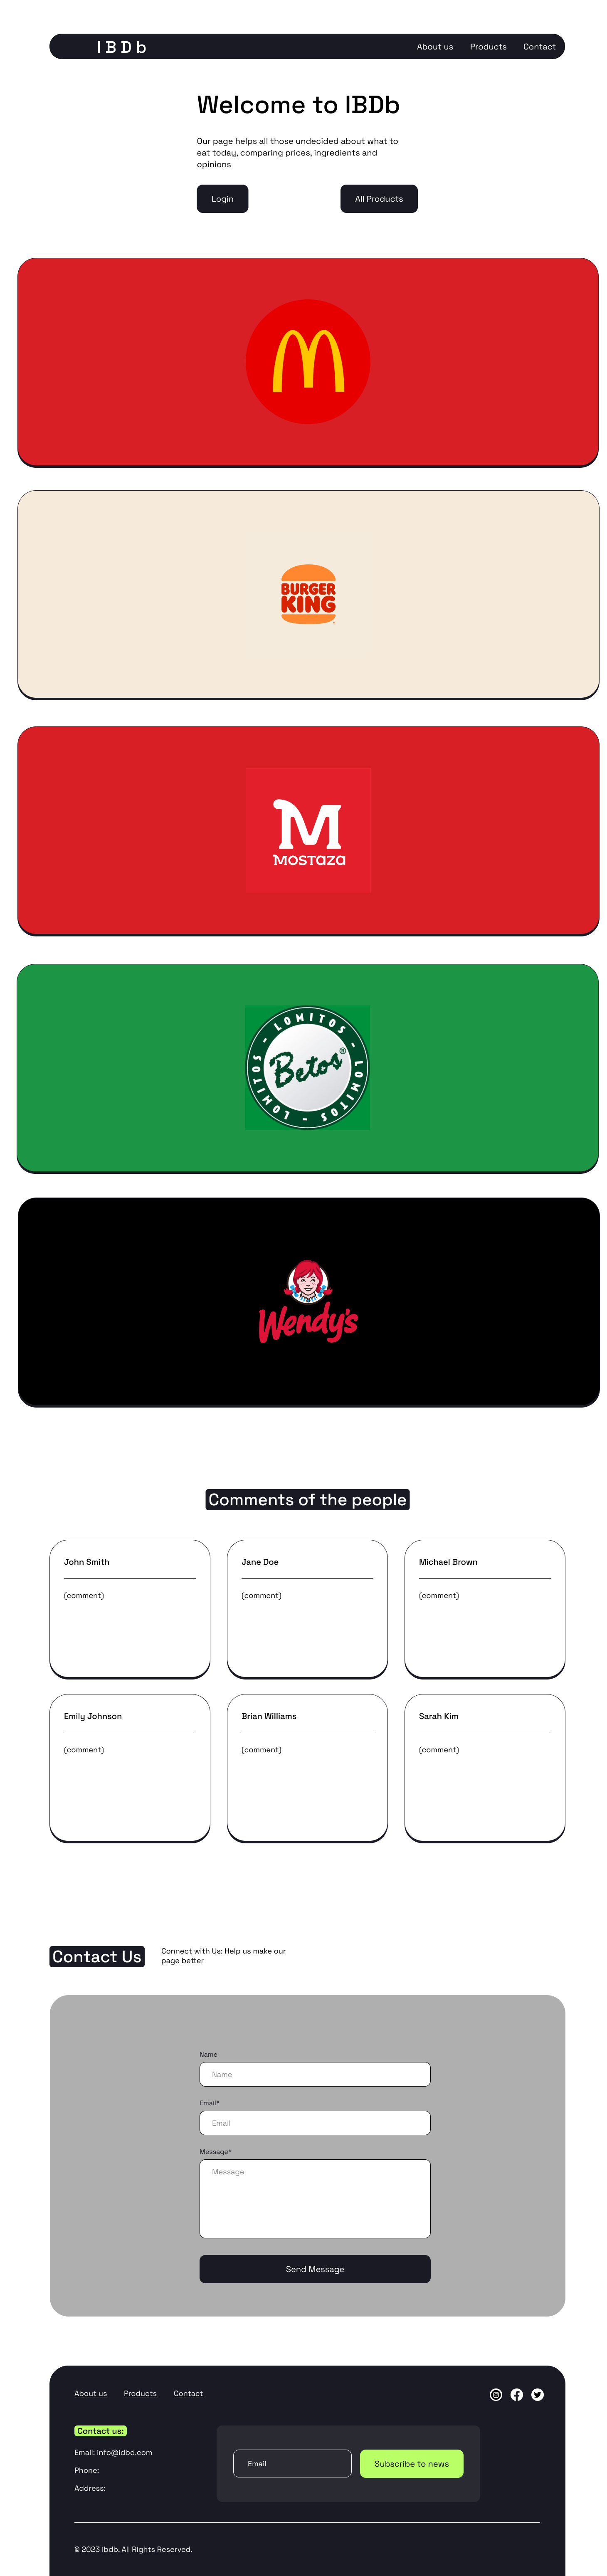 IBDb
About us
Products
Contact
Welcome to IBDb
Our page helps all those undecided about what to
eat today, comparing prices, ingredients and
opinions
Login
All Products
BURGER
KING
M
MOSTAZA
LOMITOS - LOMITOS - LOMITOS - LOMITOS -
Betos®
Wendy's
Comments of the people
John Smith
(comment)
Jane Doe
(comment)
Michael Brown
(comment)
Emily Johnson
(comment)
Brian Williams
(comment)
Sarah Kim
(comment)
Contact Us
Connect with Us: Help us make our
page better
Name
Name
Email*
Email
Message*
Message
Send Message
About us
Products
Contact
Contact us:
Email: info@idbd.com
Phone:
Address:
Email
Subscribe to news
© 2023 ibdb. All Rights Reserved.